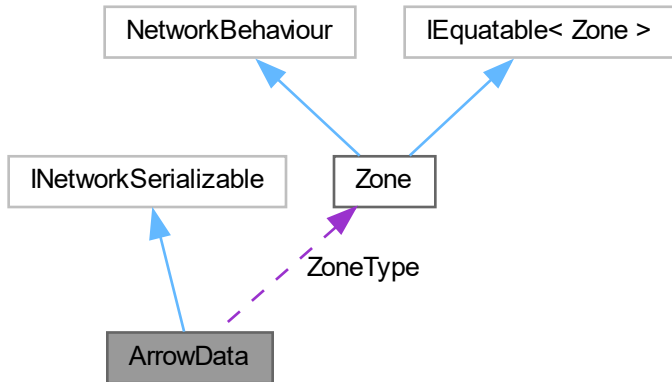 NetworkBehaviour
IEquatable< Zone >
INetworkSerializable
Zone
ZoneType
ArrowData